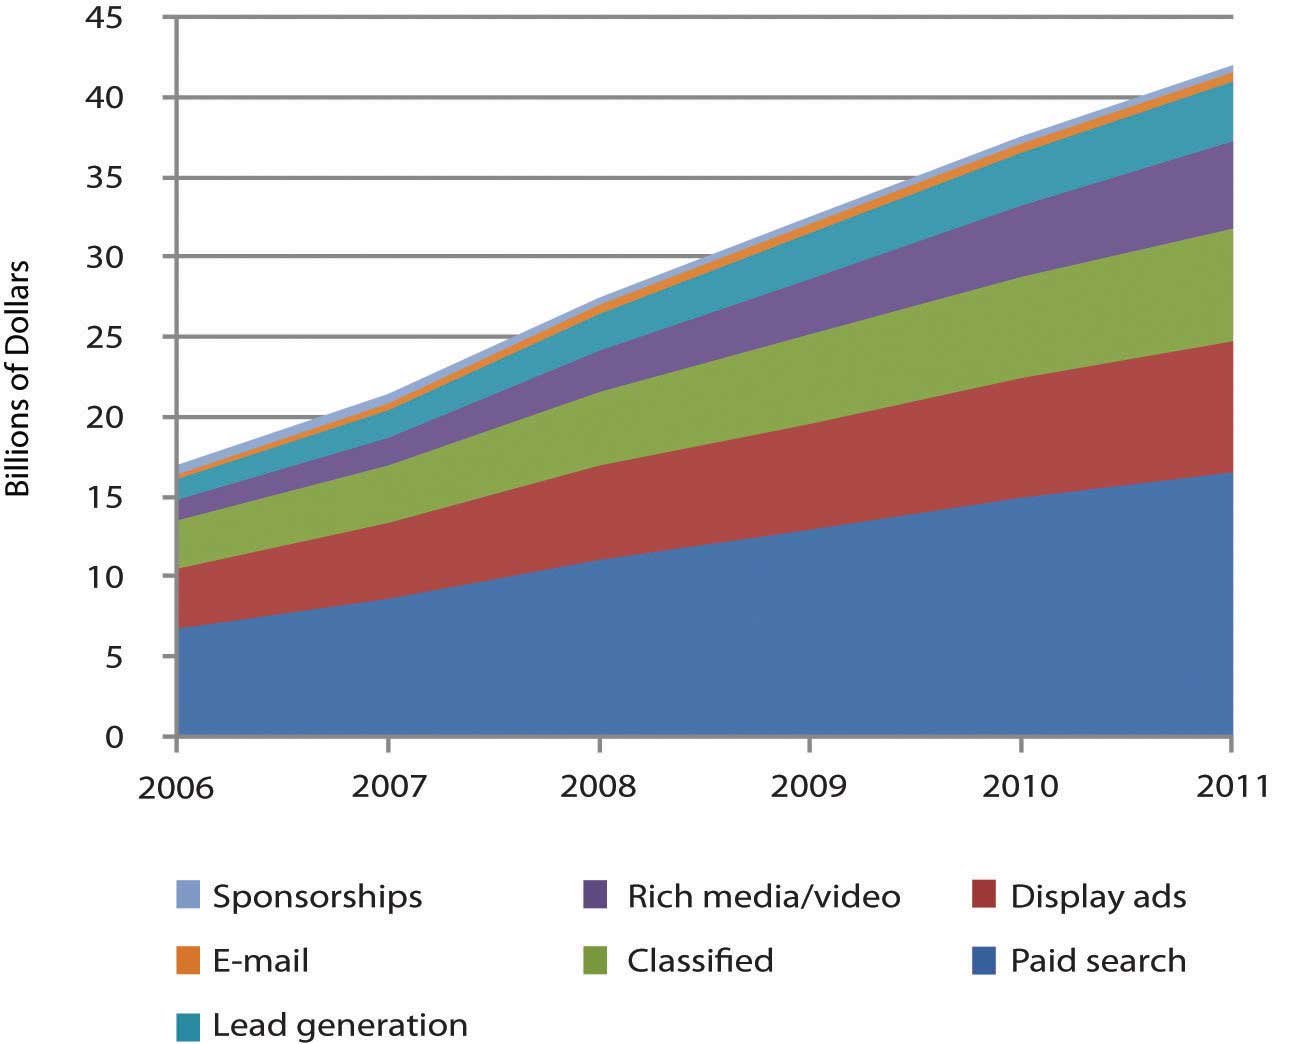 45
40
35
30
25
20
15
10
5
0
Billions of Dollars
2006 2007 2008 2009 2010 2011
Sponsorships Rich media/video Display ads
E-mail Classified Paid search
Lead generation